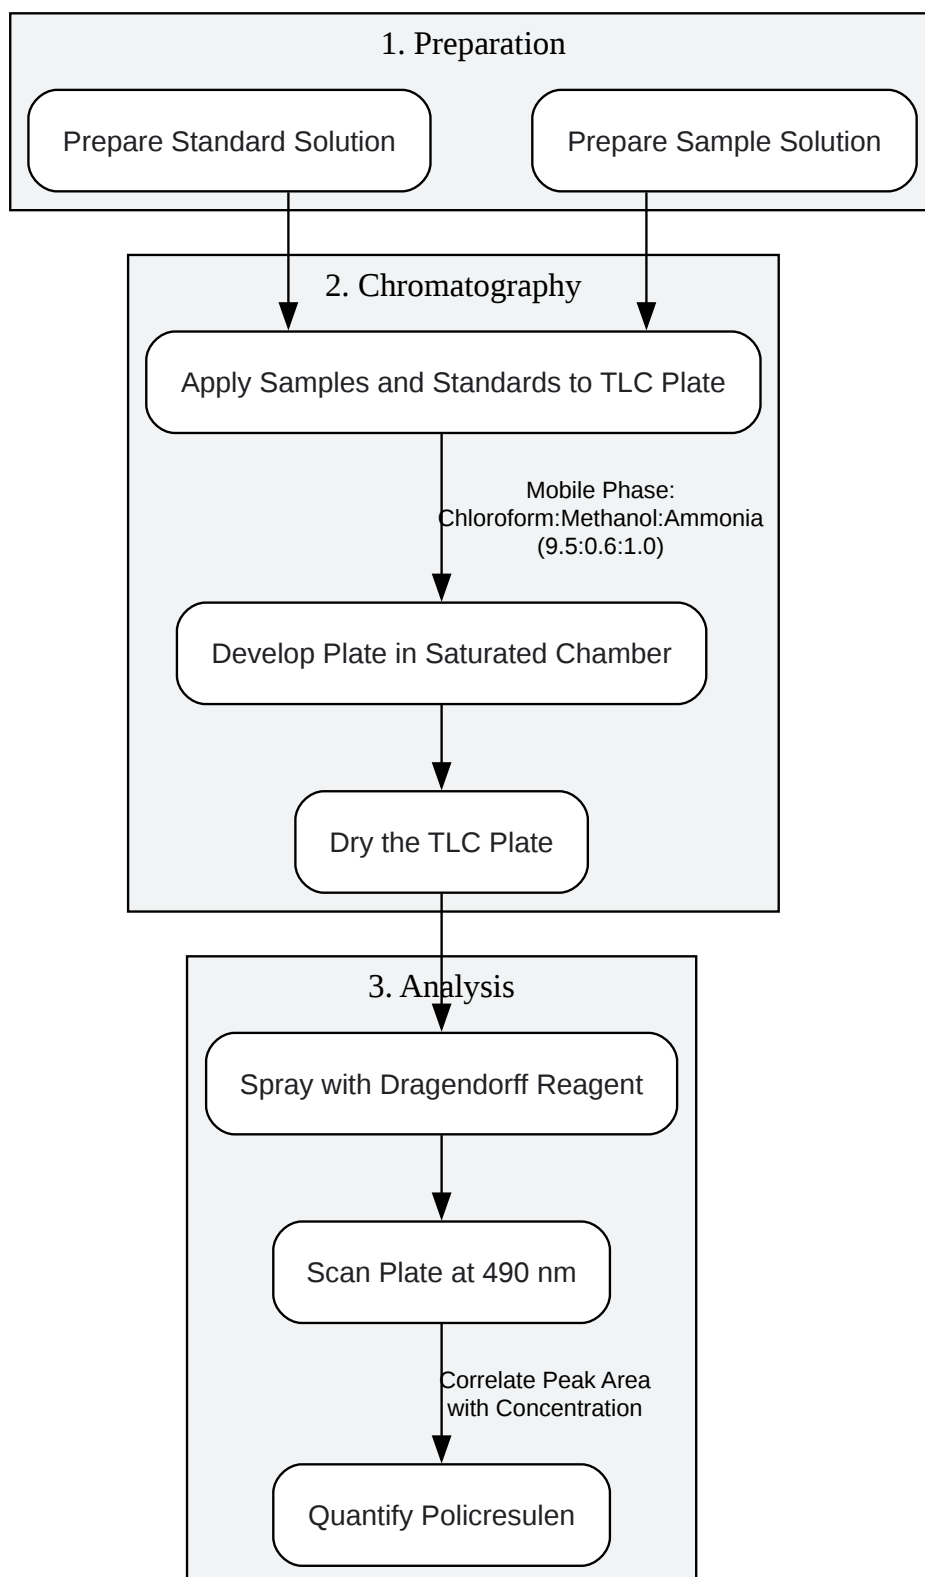 1. Preparation
Prepare Standard Solution
Prepare Sample Solution
2. Chromatography
Apply Samples and Standards to TLC Plate
Mobile Phase:
Chloroform:Methanol:Ammonia
(9.5:0.6:1.0)
Develop Plate in Saturated Chamber
Dry the TLC Plate
3. Analysis
Spray with Dragendorff Reagent
Scan Plate at 490 nm
Correlate Peak Area
with Concentration
Quantify Policresulen